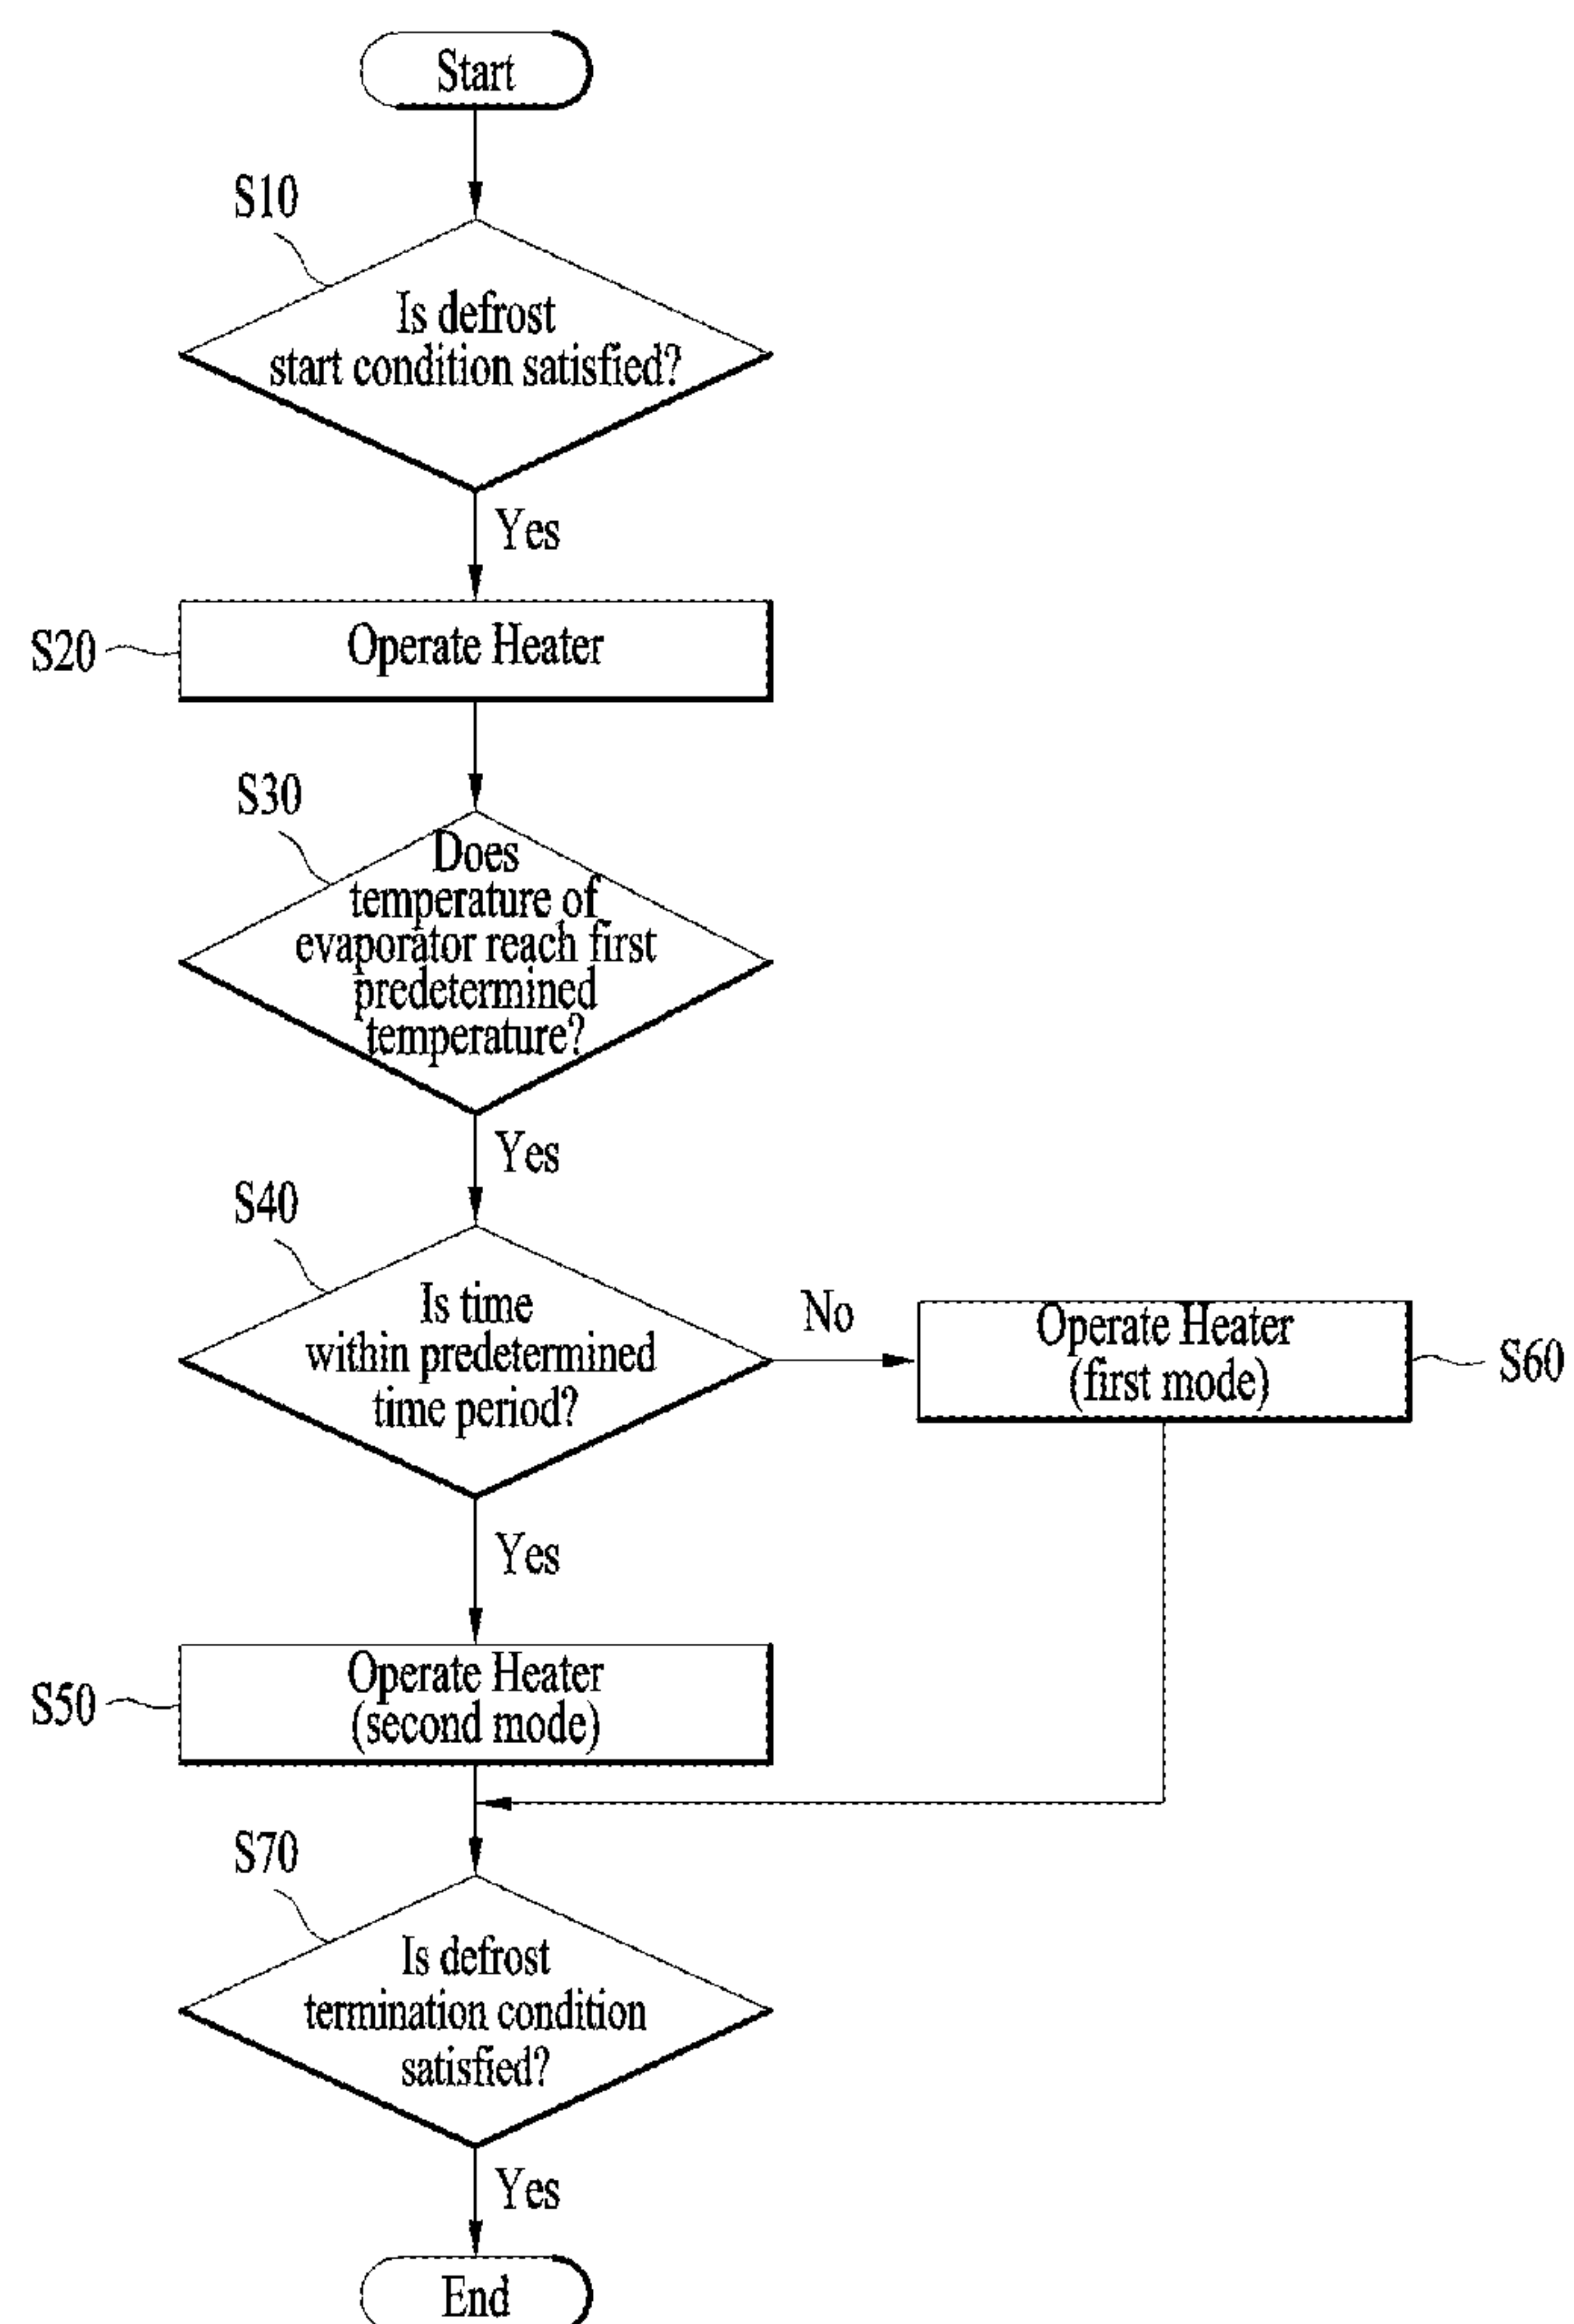 Start
S10
Is defrost
start condition satisfied?
Yes
S20
Operate Heater
S30
Does
temperature of
evaporator reach first
predetermined
temperature?
Yes
S40
Is time
within predetermined
time period?
No
Operate Heater
(first mode)
S60
Yes
S50
Operate Heater
(second mode)
S70
Is defrost
termination condition
satisfied?
Yes
End